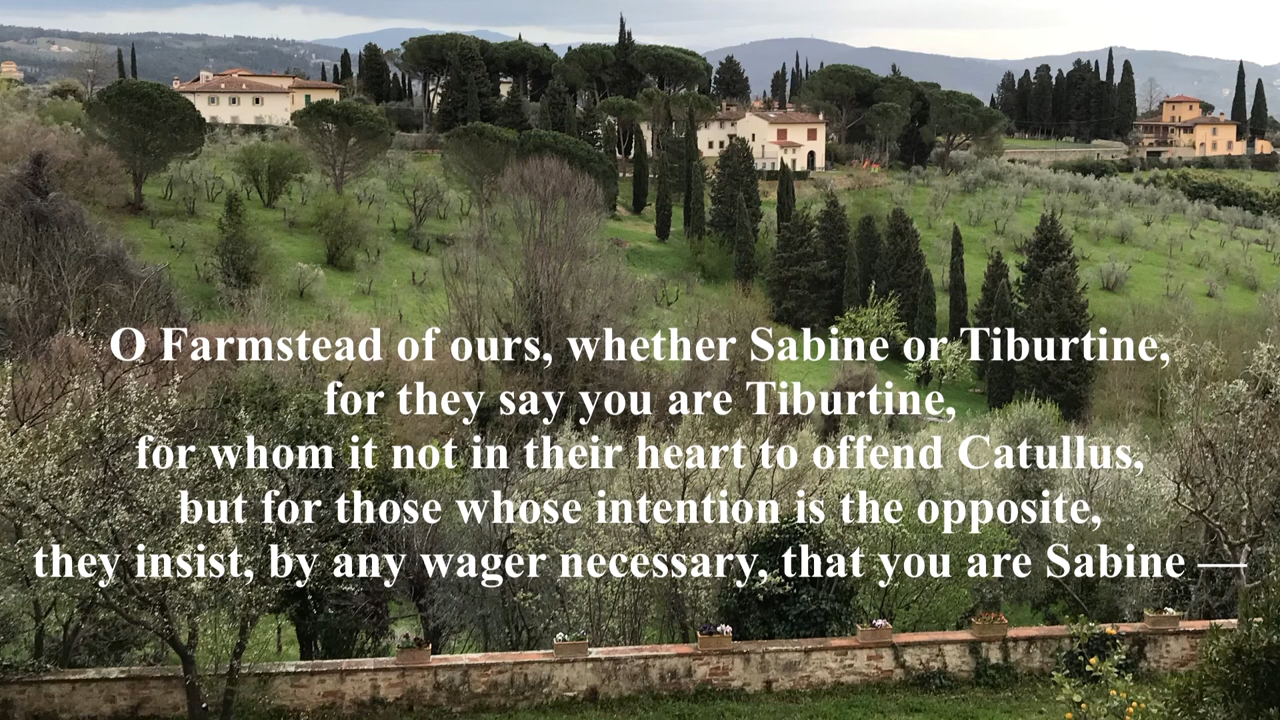 O Farmstead of ours, whether Sabine or Tiburtine,
for they say you are Tiburtine,
for whom it not in their heart to offend Catullus,
but for those whose intention is the opposite,
they insist, by any wager necessary, that you are Sabine —